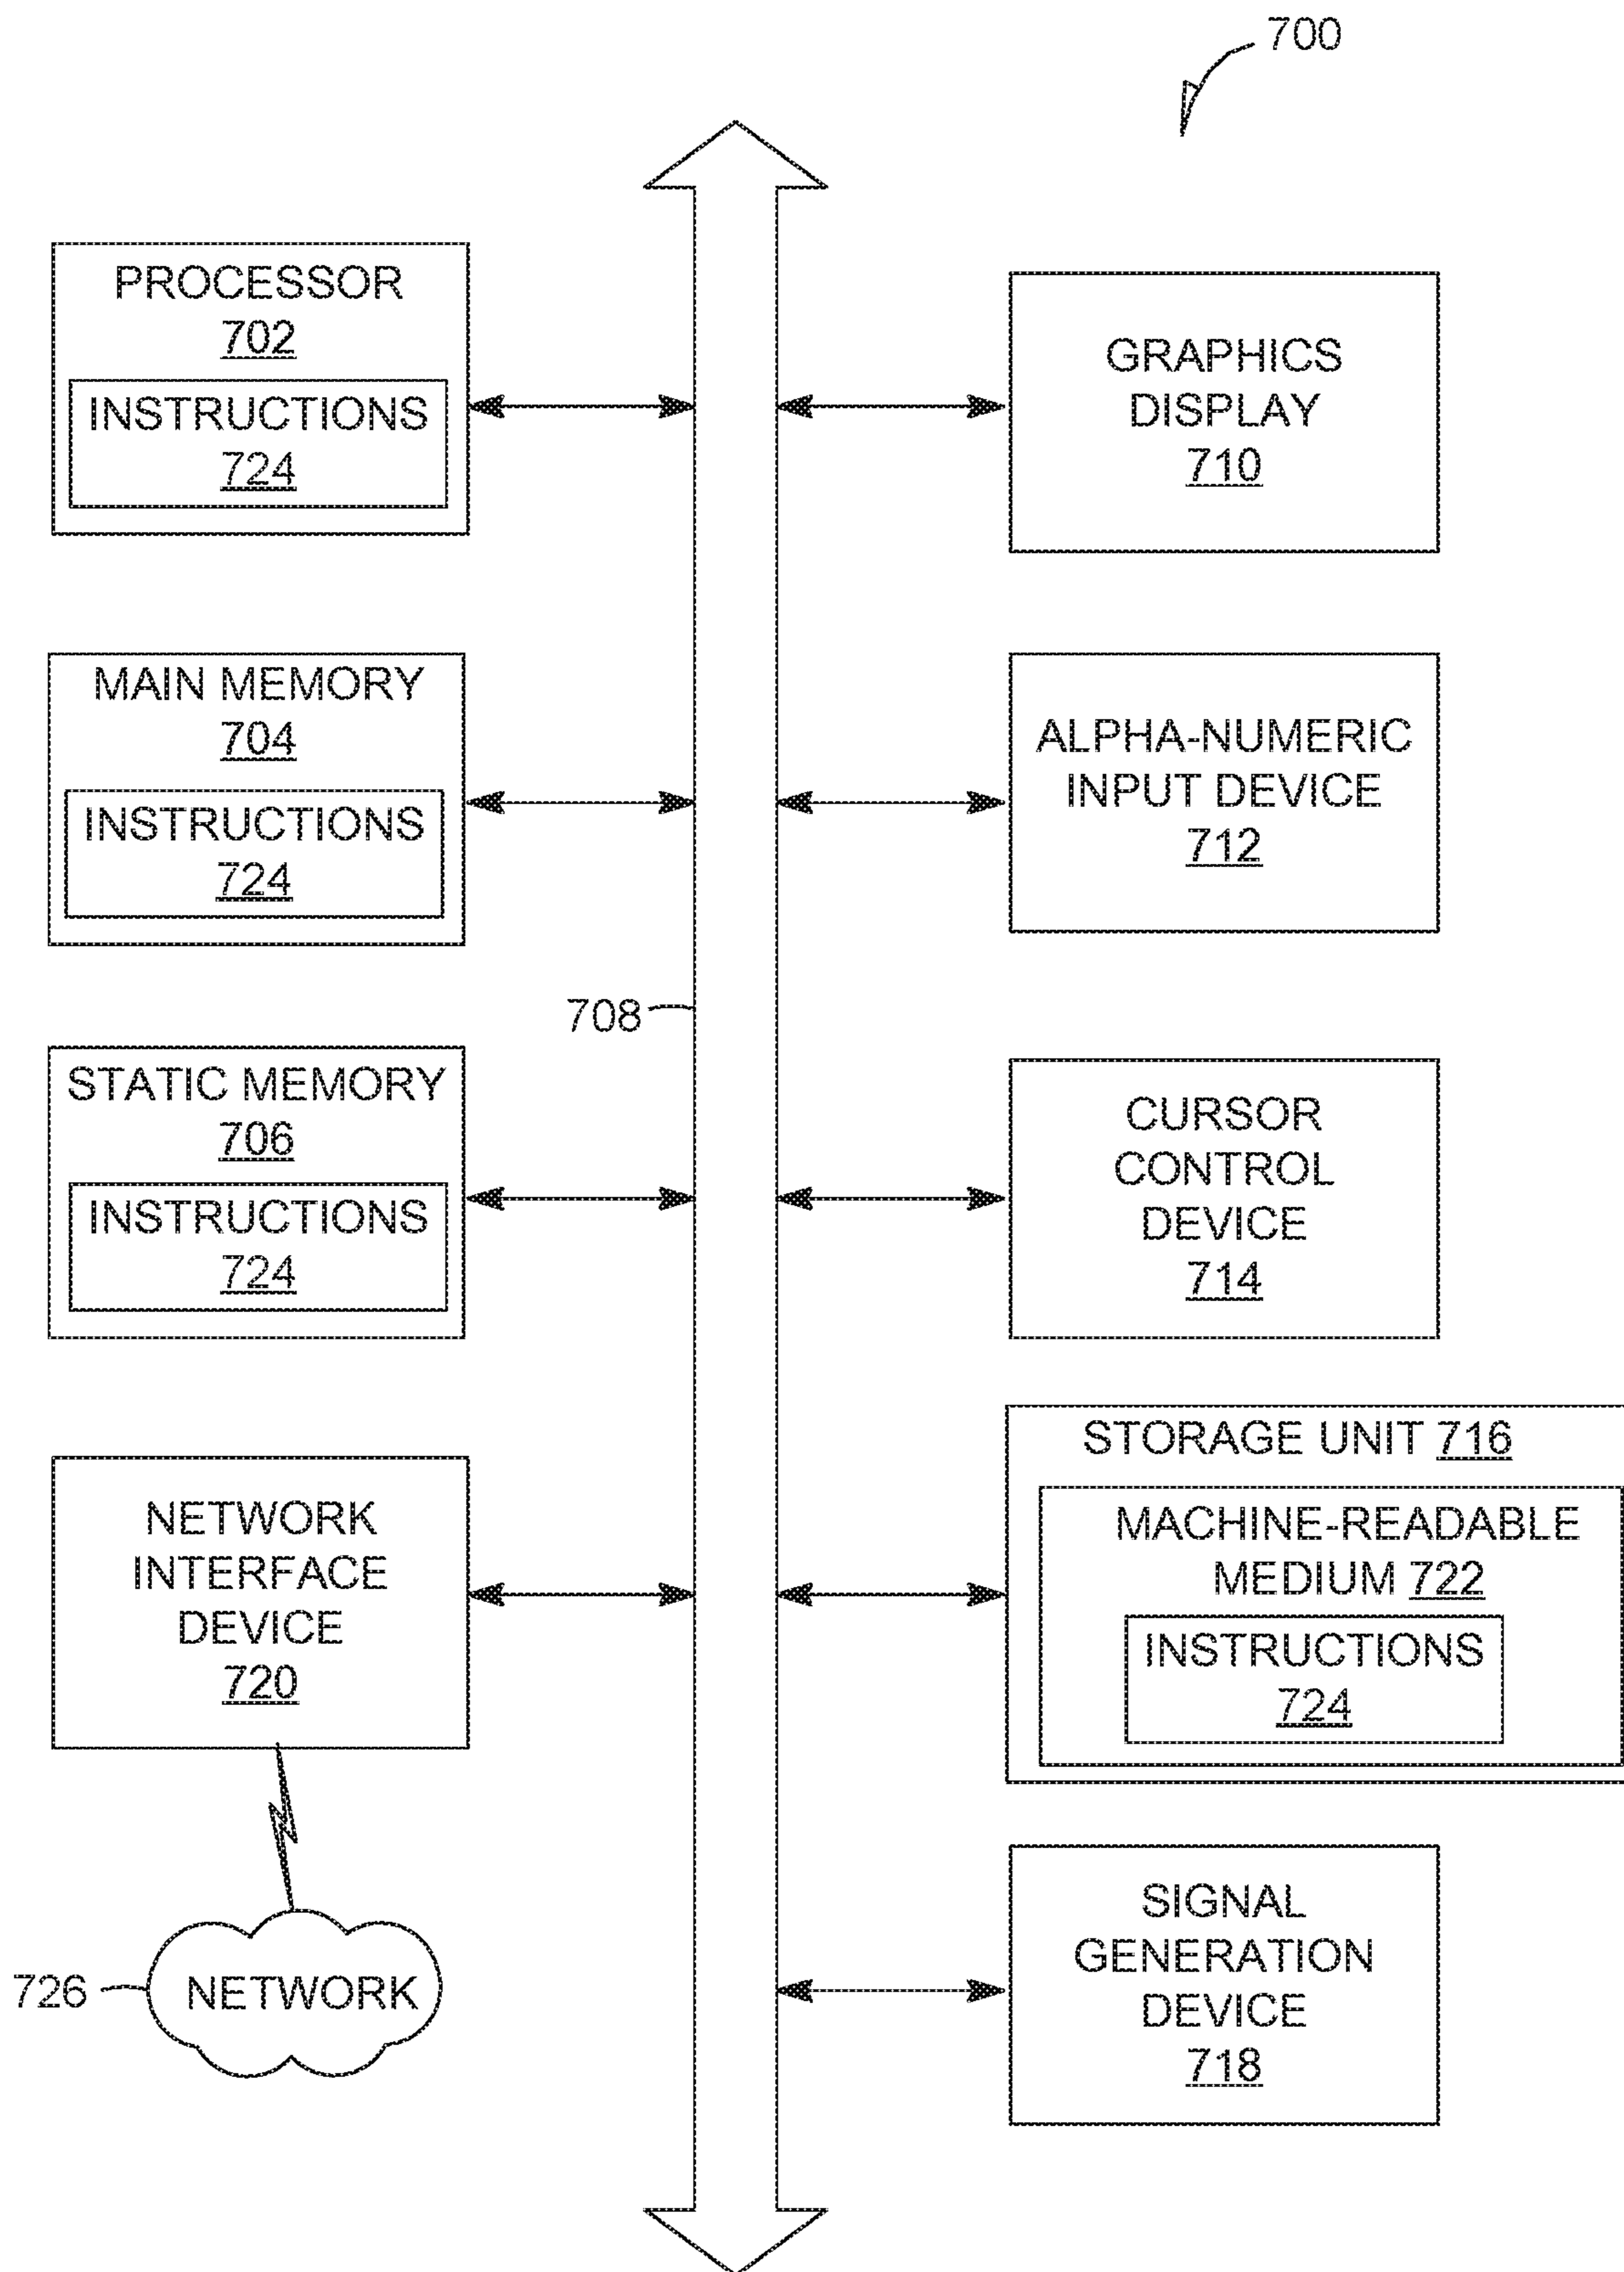 700
PROCESSOR
702
INSTRUCTIONS
724
MAIN MEMORY
704
INSTRUCTIONS
724
708
STATIC MEMORY
706
INSTRUCTIONS
724
NETWORK
INTERFACE
DEVICE
720
726
NETWORK
GRAPHICS
DISPLAY
710
ALPHA-NUMERIC
INPUT DEVICE
712
CURSOR
CONTROL
DEVICE
714
STORAGE UNIT 716
MACHINE-READABLE
MEDIUM 722
INSTRUCTIONS
724
SIGNAL
GENERATION
DEVICE
718